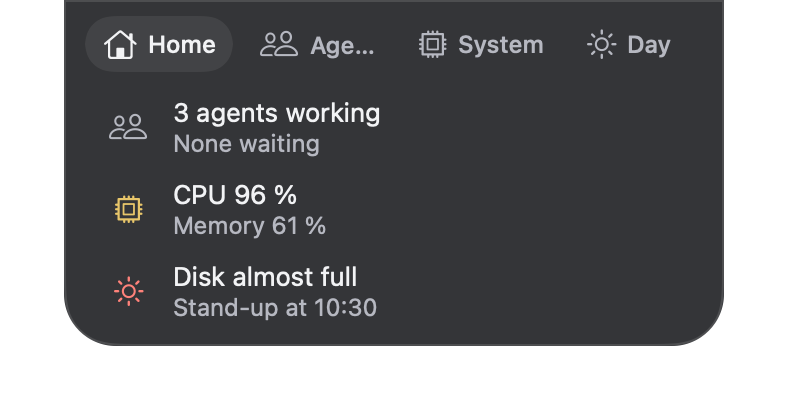 Home Age... System Day
3 agents working
None waiting
CPU 96 %
Memory 61 %
Disk almost full
Stand-up at 10:30